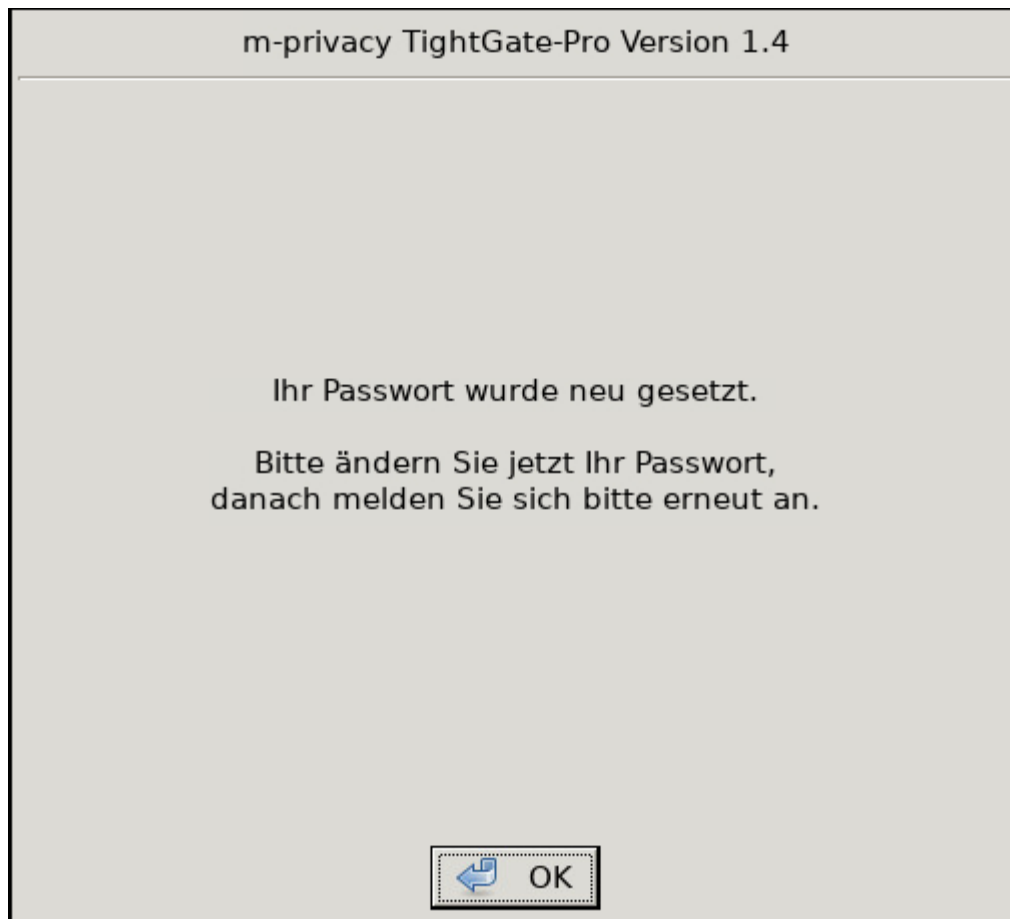 m-privacy TightGate-Pro Version 1.4
Ihr Passwort wurde neu gesetzt.
Bitte ändern Sie jetzt Ihr Passwort,
danach melden Sie sich bitte erneut an.
OK